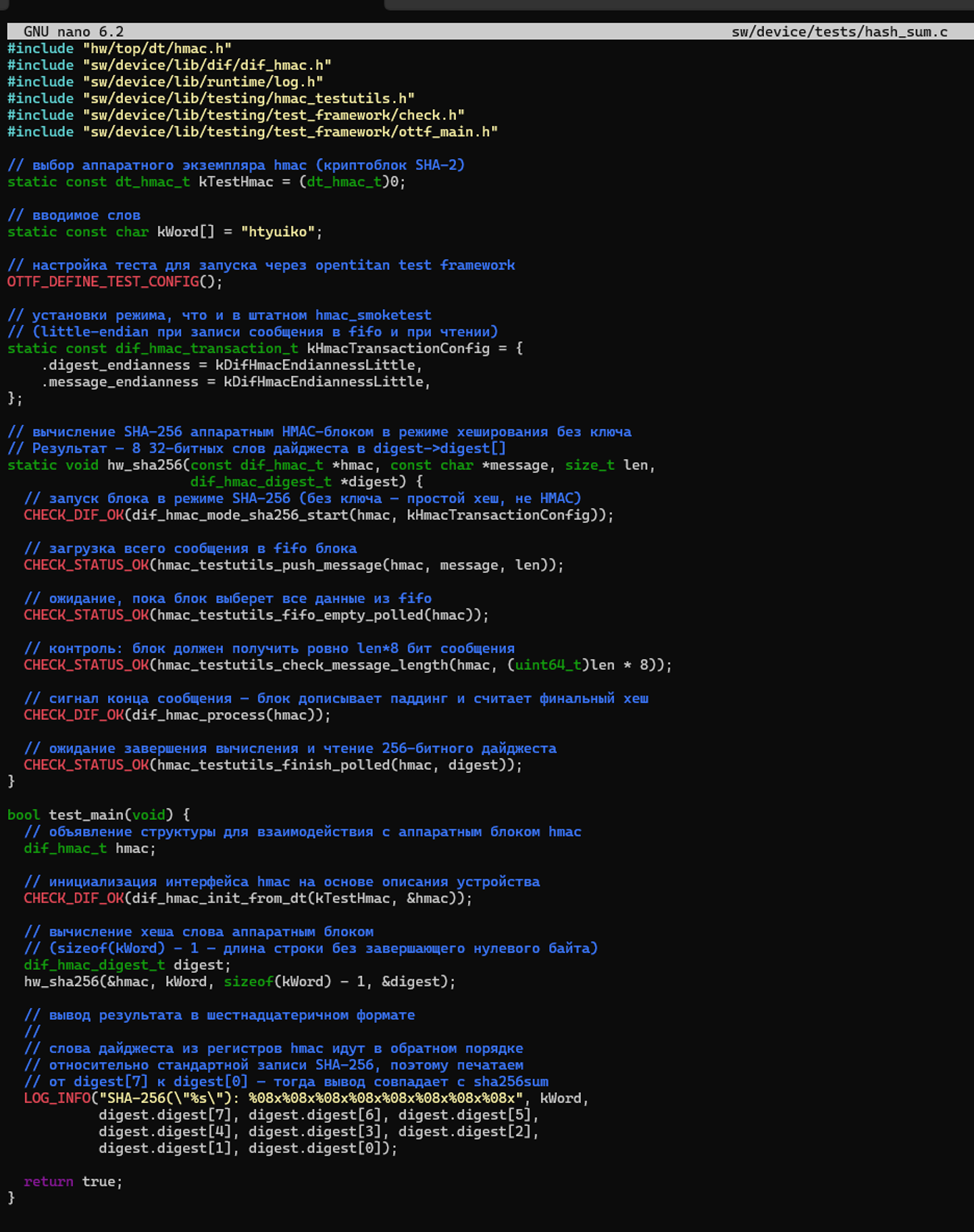 GNU nano 6.2 sw/device/tests/hash_sum.c
#include "hw/top/dt/hmac.h"
#include "sw/device/lib/dif/dif_hmac.h"
#include "sw/device/lib/runtime/log.h"
#include "sw/device/lib/testing/hmac_testutils.h"
#include "sw/device/lib/testing/test_framework/check.h"
#include "sw/device/lib/testing/test_framework/ottf_main.h"

// выбор аппаратного экземпляра hmac (криптоблок SHA-2)
static const dt_hmac_t kTestHmac = (dt_hmac_t)0;

// вводимое слов
static const char kWord[] = "htyuiko";

// настройка теста для запуска через opentitan test framework
OTTF_DEFINE_TEST_CONFIG();

// установки режима, что и в штатном hmac_smoketest
// (little-endian при записи сообщения в fifo и при чтении)
static const dif_hmac_transaction_t kHmacTransactionConfig = {
    .digest_endianness = kDifHmacEndiannessLittle,
    .message_endianness = kDifHmacEndiannessLittle,
};

// вычисление SHA-256 аппаратным HMAC-блоком в режиме хеширования без ключа
// Результат — 8 32-битных слов дайджеста в digest->digest[]
static void hw_sha256(const dif_hmac_t *hmac, const char *message, size_t len,
                      dif_hmac_digest_t *digest) {
  // запуск блока в режиме SHA-256 (без ключа — простой хеш, не HMAC)
  CHECK_DIF_OK(dif_hmac_mode_sha256_start(hmac, kHmacTransactionConfig));

  // загрузка всего сообщения в fifo блока
  CHECK_STATUS_OK(hmac_testutils_push_message(hmac, message, len));

  // ожидание, пока блок выберет все данные из fifo
  CHECK_STATUS_OK(hmac_testutils_fifo_empty_polled(hmac));

  // контроль: блок должен получить ровно len*8 бит сообщения
  CHECK_STATUS_OK(hmac_testutils_check_message_length(hmac, (uint64_t)len * 8));

  // сигнал конца сообщения — блок дописывает паддинг и считает финальный хеш
  CHECK_DIF_OK(dif_hmac_process(hmac));

  // ожидание завершения вычисления и чтение 256-битного дайджеста
  CHECK_STATUS_OK(hmac_testutils_finish_polled(hmac, digest));
}

bool test_main(void) {
  // объявление структуры для взаимодействия с аппаратным блоком hmac
  dif_hmac_t hmac;

  // инициализация интерфейса hmac на основе описания устройства
  CHECK_DIF_OK(dif_hmac_init_from_dt(kTestHmac, &hmac));

  // вычисление хеша слова аппаратным блоком
  // (sizeof(kWord) - 1 — длина строки без завершающего нулевого байта)
  dif_hmac_digest_t digest;
  hw_sha256(&hmac, kWord, sizeof(kWord) - 1, &digest);

  // вывод результата в шестнадцатеричном формате
  //
  // слова дайджеста из регистров hmac идут в обратном порядке
  // относительно стандартной записи SHA-256, поэтому печатаем
  // от digest[7] к digest[0] — тогда вывод совпадает с sha256sum
  LOG_INFO("SHA-256(\"%s\"): %08x%08x%08x%08x%08x%08x%08x%08x", kWord,
           digest.digest[7], digest.digest[6], digest.digest[5],
           digest.digest[4], digest.digest[3], digest.digest[2],
           digest.digest[1], digest.digest[0]);

  return true;
}